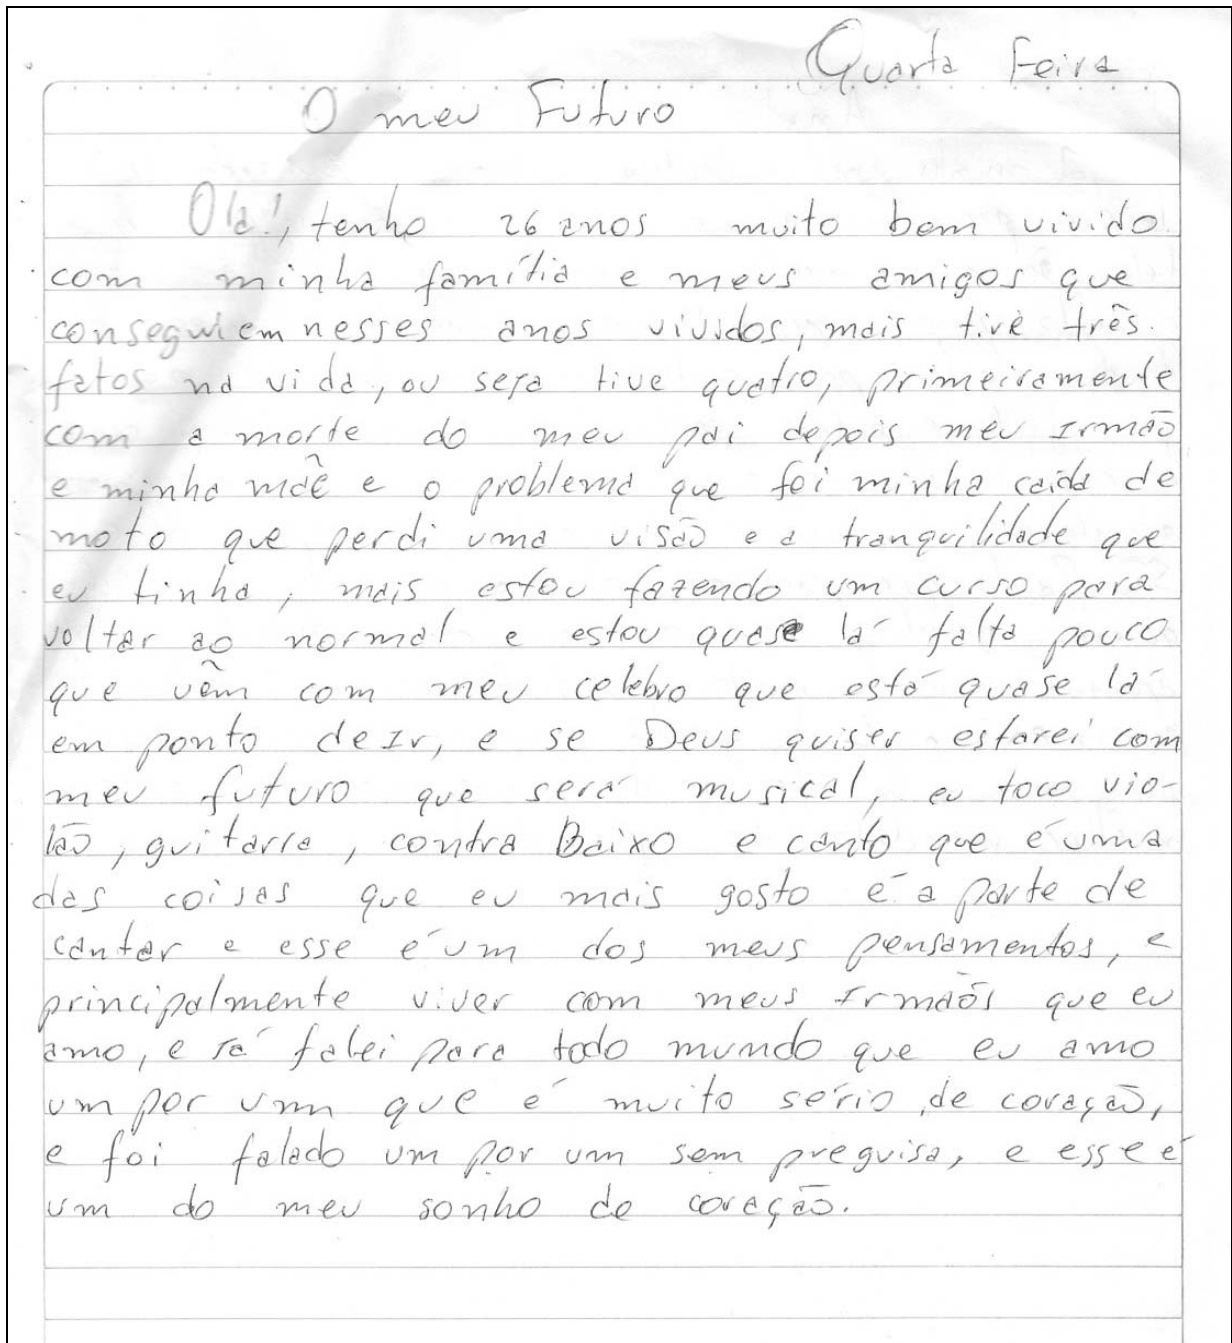 Quarta Feira
O meu Futuro
Olá!, tenho 26 anos muito bem vivido
com minha família e meus amigos que
conseguiem nesses anos vividos, mais tive três
fatos na vida, ou seja tive quatro, primeiramente
com a morte do meu pai depois meu Irmão
e minha mãe e o problema que foi minha caida de
moto que perdi uma visão e a tranquilidade que
eu tinha, mais estou fazendo um curso para
voltar ao normal e estou quase lá falta pouco
que vêm com meu celebro que está quase lá
em ponto de Ir, e se Deus quiser estarei com
meu futuro que será musical, eu toco vio-
lão, guitarra, contra Baixo e canto que é uma
das coisas que eu mais gosto é a parte de
cantar e esse é um dos meus pensamentos, e
principalmente viver com meus Irmãos que eu
amo, e já falei para todo mundo que eu amo
um por um que é muito sério, de coração,
e foi falado um por um sem preguisa, e esse é
um do meu sonho de coração.